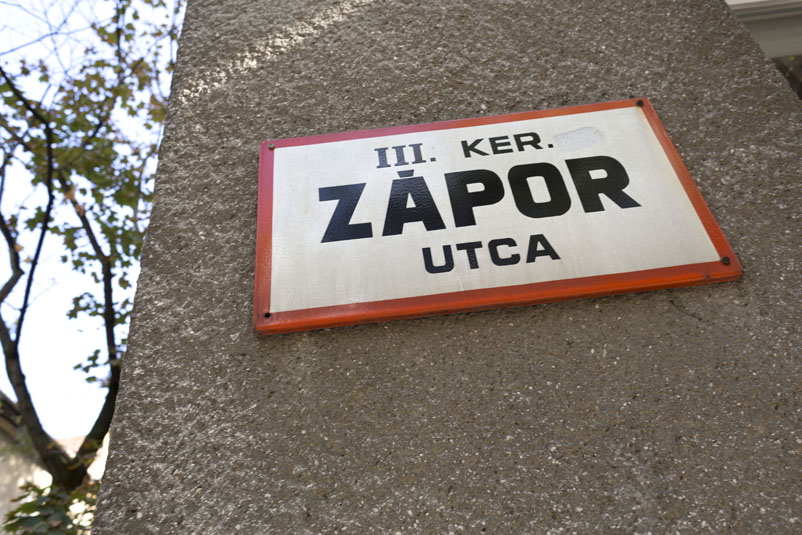 III. KER.
ZÁPOR
UTCA